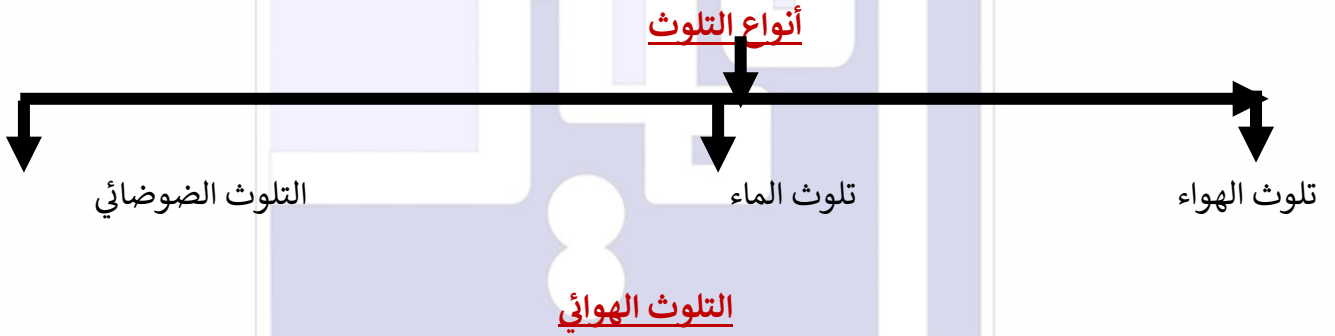 أنواع التلوث
تلوث الهواء
تلوث الماء
التلوث الضوضائي
التلوث الهوائي